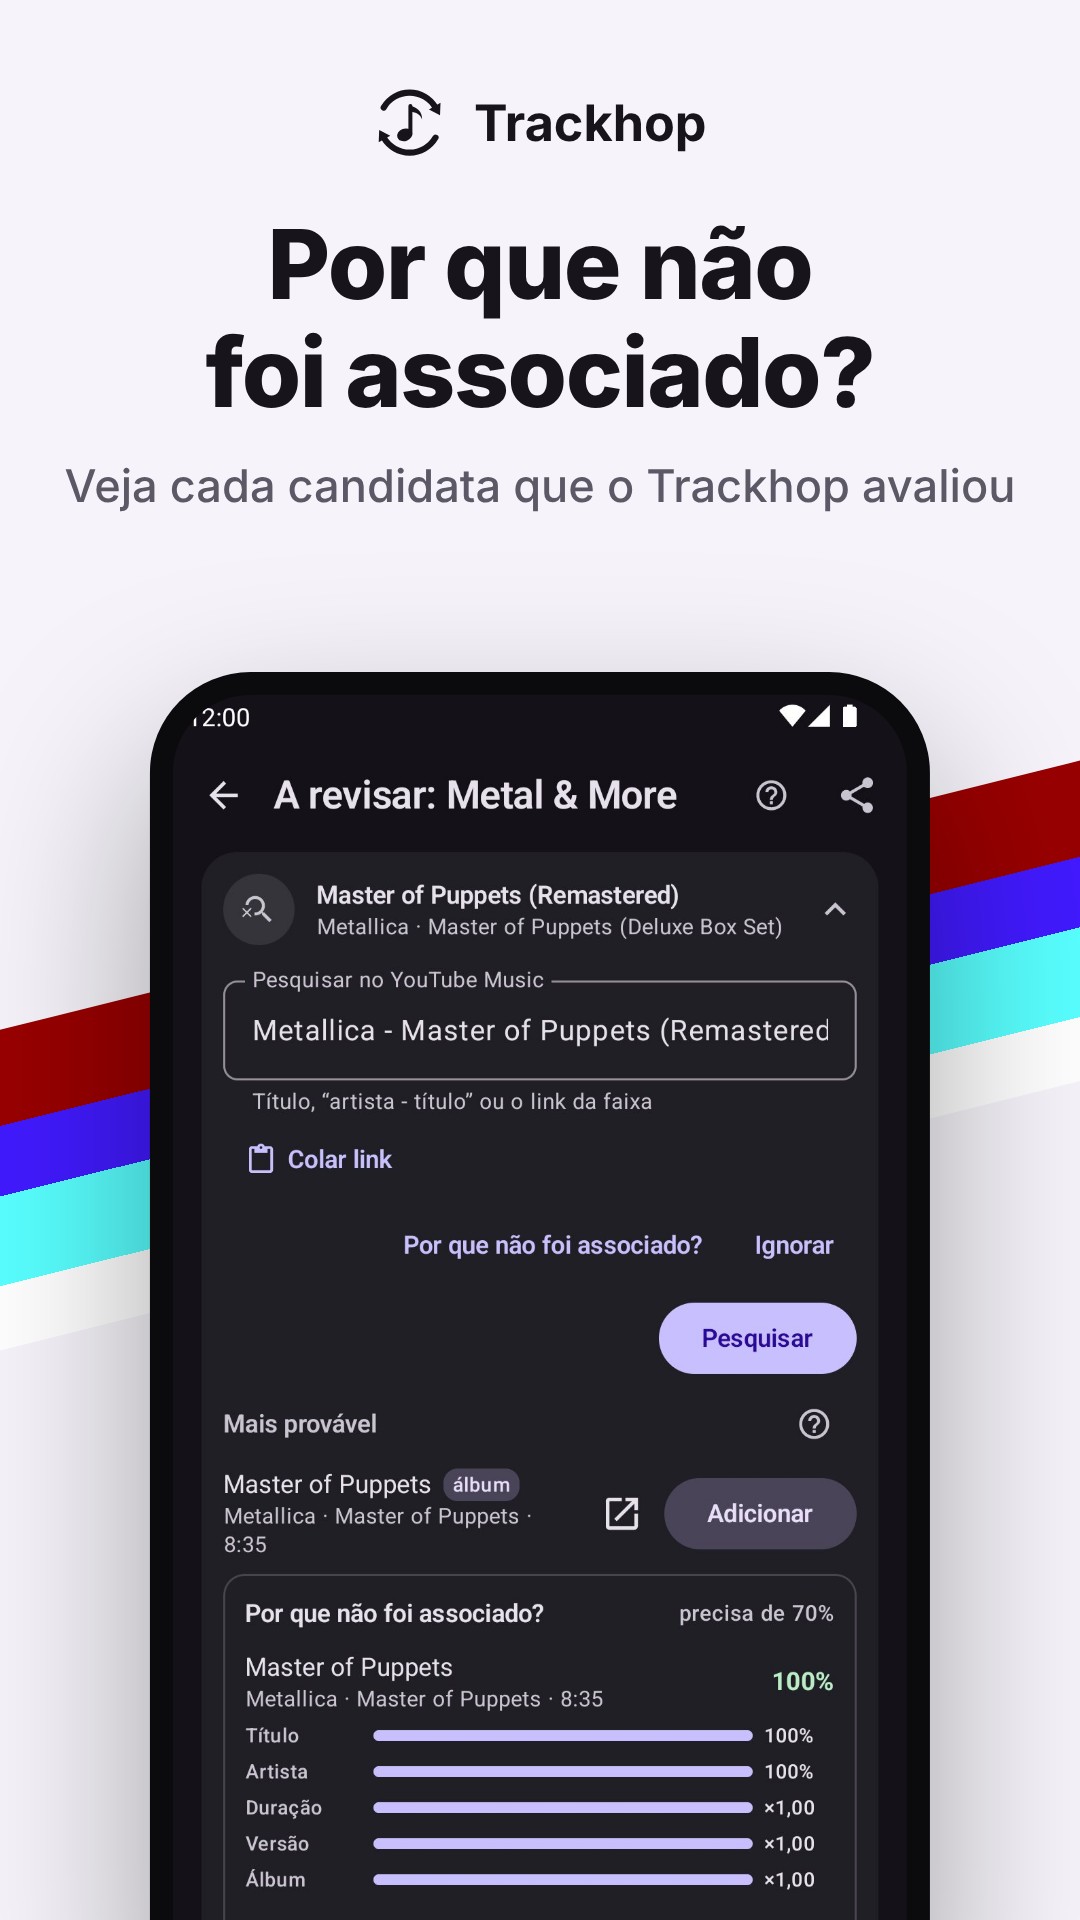 Trackhop
Por que não
foi associado?
Veja cada candidata que o Trackhop avaliou
12:00
A revisar: Metal & More
Master of Puppets (Remastered)
Metallica · Master of Puppets (Deluxe Box Set)
Pesquisar no YouTube Music
Metallica - Master of Puppets (Remastered
Título, “artista - título” ou o link da faixa
Colar link
Por que não foi associado? Ignorar
Pesquisar
Mais provável
Master of Puppets álbum
Metallica · Master of Puppets ·
8:35
Adicionar
Por que não foi associado? precisa de 70%
Master of Puppets
Metallica · Master of Puppets · 8:35
100%
Título 100%
Artista 100%
Duração ×1,00
Versão ×1,00
Álbum ×1,00